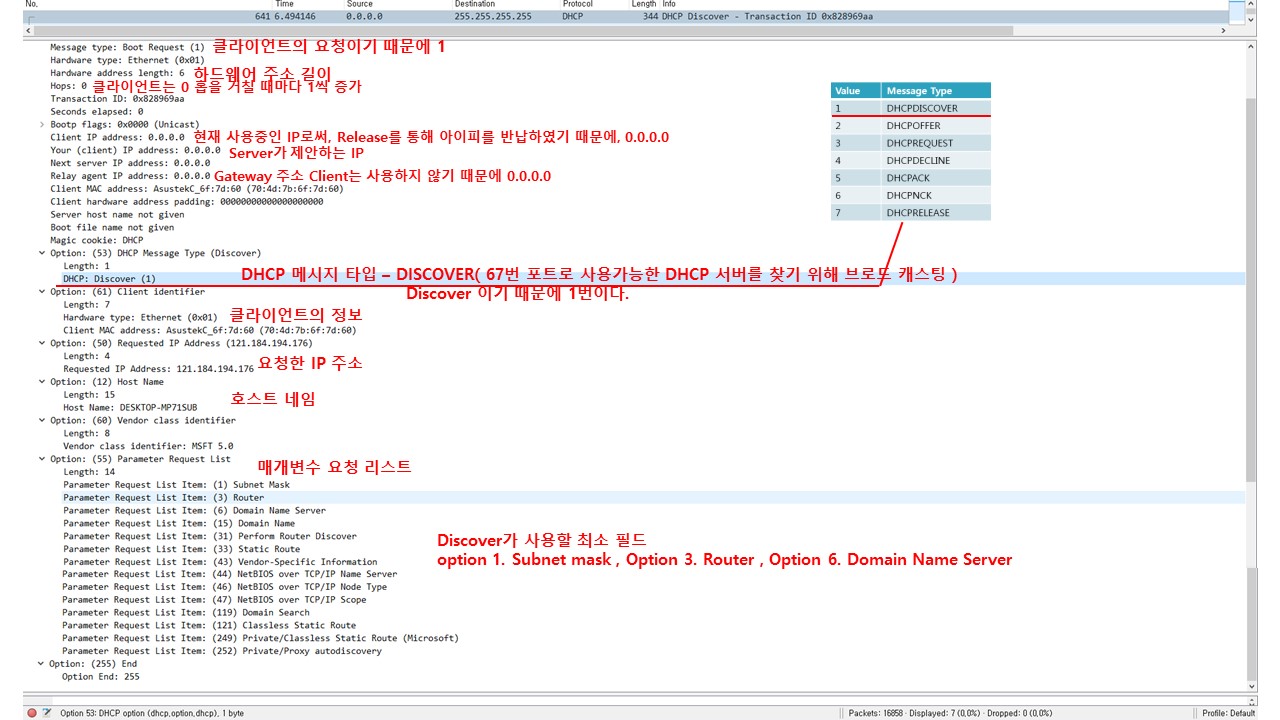 No. Time Source Destination Protocol Length Info
641 6.494146 0.0.0.0 255.255.255.255 DHCP 344 DHCP Discover - Transaction ID 0x828969aa
Message type: Boot Request (1) 클라이언트의 요청이기 때문에 1
Hardware type: Ethernet (0x01)
Hardware address length: 6 하드웨어 주소 길이
Hops: 0 클라이언트는 0 홉을 거칠 때마다 1씩 증가
Transaction ID: 0x828969aa
Seconds elapsed: 0
Bootp flags: 0x0000 (Unicast)
Client IP address: 0.0.0.0 현재 사용중인 IP로써, Release를 통해 아이피를 반납하였기 때문에, 0.0.0.0
Your (client) IP address: 0.0.0.0 Server가 제안하는 IP
Next server IP address: 0.0.0.0
Relay agent IP address: 0.0.0.0 Gateway 주소 Client는 사용하지 않기 때문에 0.0.0.0
Client MAC address: AsustekC_6f:7d:60 (70:4d:7b:6f:7d:60)
Client hardware address padding: 00000000000000000000
Server host name not given
Boot file name not given
Magic cookie: DHCP
Value Message Type
1 DHCPDISCOVER
2 DHCPOFFER
3 DHCPREQUEST
4 DHCPDECLINE
5 DHCPACK
6 DHCPNCK
7 DHCPRELEASE
Option: (53) DHCP Message Type (Discover)
Length: 1
DHCP: Discover (1) DHCP 메시지 타입 – DISCOVER( 67번 포트로 사용가능한 DHCP 서버를 찾기 위해 브로드 캐스팅 )
Discover 이기 때문에 1번이다.
Option: (61) Client identifier
Length: 7
Hardware type: Ethernet (0x01) 클라이언트의 정보
Client MAC address: AsustekC_6f:7d:60 (70:4d:7b:6f:7d:60)
Option: (50) Requested IP Address (121.184.194.176)
Length: 4
Requested IP Address: 121.184.194.176 요청한 IP 주소
Option: (12) Host Name
Length: 15
호스트 네임
Host Name: DESKTOP-MP71SUB
Option: (60) Vendor class identifier
Length: 8
Vendor class identifier: MSFT 5.0
Option: (55) Parameter Request List
매개변수 요청 리스트
Length: 14
Parameter Request List Item: (1) Subnet Mask
Parameter Request List Item: (3) Router
Parameter Request List Item: (6) Domain Name Server
Parameter Request List Item: (15) Domain Name
Parameter Request List Item: (31) Perform Router Discover
Parameter Request List Item: (33) Static Route
Parameter Request List Item: (43) Vendor-Specific Information
Parameter Request List Item: (44) NetBIOS over TCP/IP Name Server
Parameter Request List Item: (46) NetBIOS over TCP/IP Node Type
Parameter Request List Item: (47) NetBIOS over TCP/IP Scope
Parameter Request List Item: (119) Domain Search
Parameter Request List Item: (121) Classless Static Route
Parameter Request List Item: (249) Private/Classless Static Route (Microsoft)
Parameter Request List Item: (252) Private/Proxy autodiscovery
Discover가 사용할 최소 필드
option 1. Subnet mask , Option 3. Router , Option 6. Domain Name Server
Option: (255) End
Option End: 255
Option 53: DHCP option (dhcp,option,dhcp), 1 byte Packets: 16858 · Displayed: 7 (0,0%) · Dropped: 0 (0,0%) Profile: Default